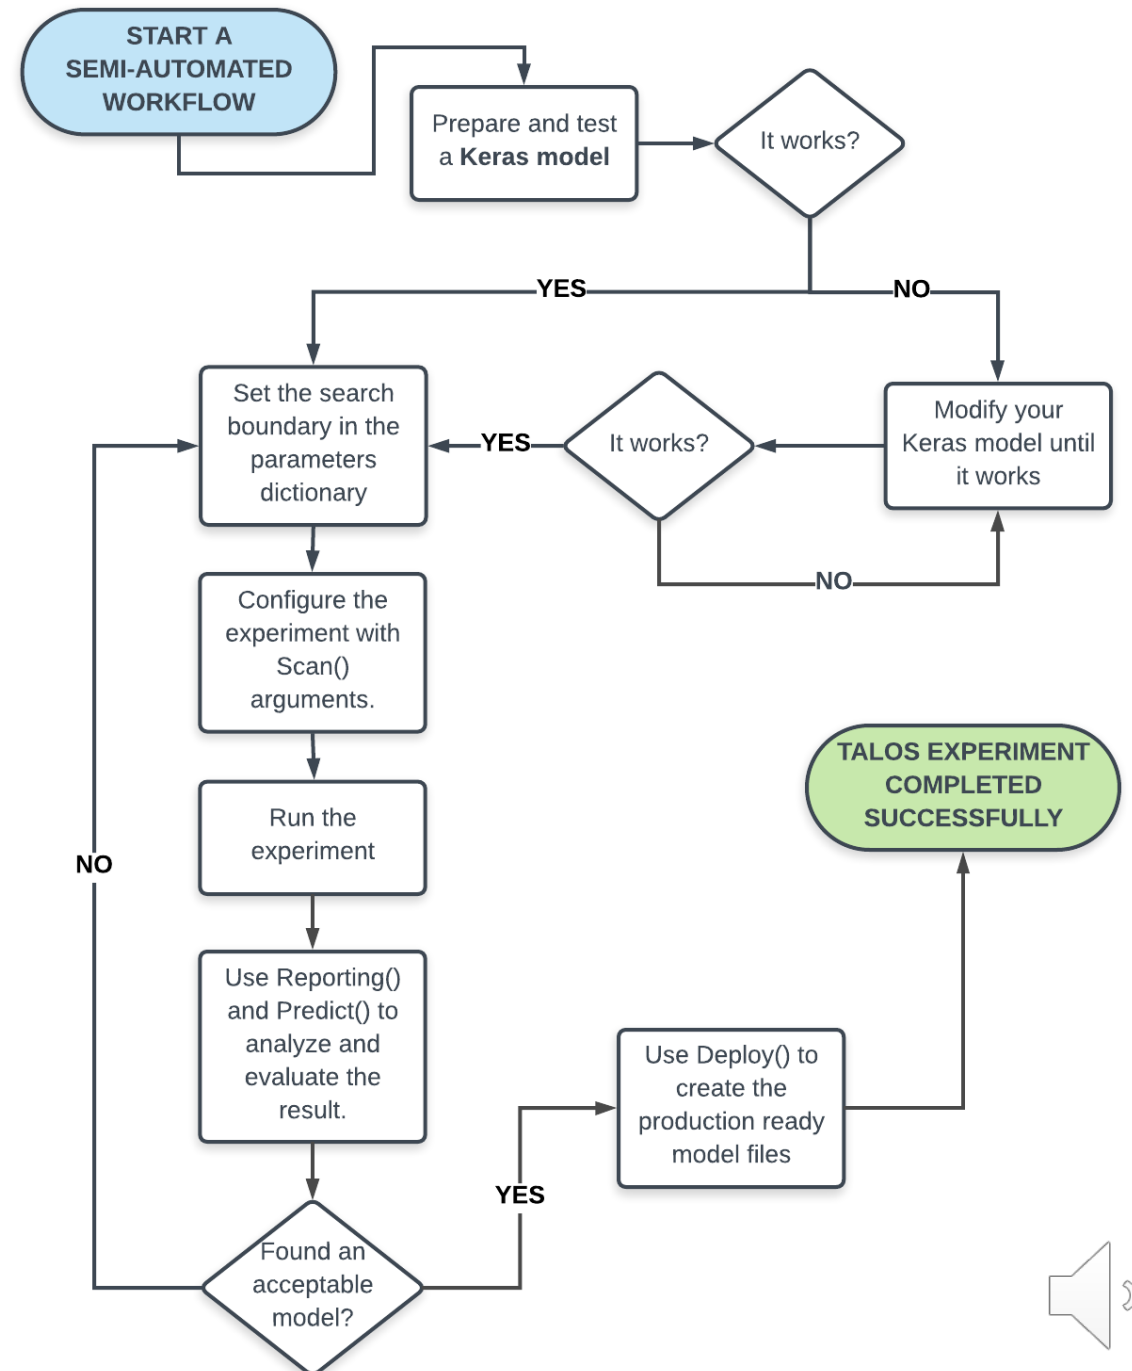 START A
SEMI-AUTOMATED
WORKFLOW
Prepare and test
a Keras model
It works?
YES
NO
Set the search
boundary in the
parameters
dictionary
YES
It works?
Modify your
Keras model until
it works
NO
Configure the
experiment with
Scan()
arguments.
TALOS EXPERIMENT
COMPLETED
SUCCESSFULLY
Run the
experiment
NO
Use Reporting()
and Predict() to
analyze and
evaluate the
result.
Use Deploy() to
create the
production ready
model files
YES
Found an
acceptable
model?